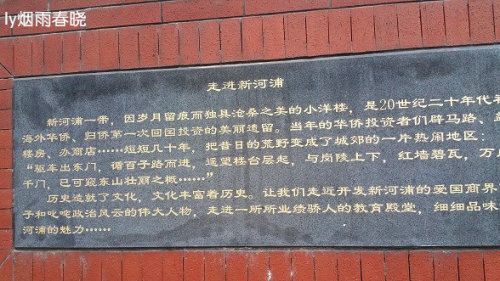 ly烟雨春晓
走进新河浦
新河浦一带，因岁月留痕而独具沧桑之美的小洋楼，是20世纪二十年代
海外华侨、归侨第一次回国投资的美丽遗留。当年的华侨投资者们辟马路、
楼房、办商店……短短几十年，把昔日的荒野变成了城郊的一片热闹地区：
“驱车出东门，循百子路而进，遥望楼台层起，与岗陵上下，红墙碧瓦，万
千门，已可窥东山壮丽之概……”
历史造就了文化，文化丰富着历史。让我们走近开发新河浦的爱国商界
子和叱咤政治风云的伟大人物，走进一所所业绩骄人的教育殿堂，细细品味
河浦的魅力……